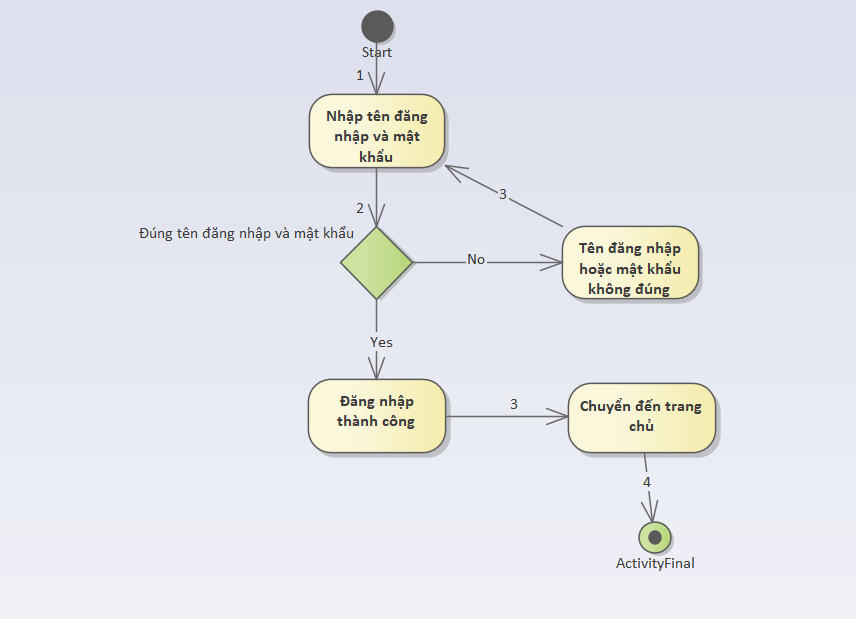 Start
1
Nhập tên đăng
nhập và mật
khẩu
3
2
Đúng tên đăng nhập và mật khẩu
Tên đăng nhập
hoặc mật khẩu
không đúng
No
Yes
Đăng nhập
thành công
3
Chuyển đến trang
chủ
4
ActivityFinal